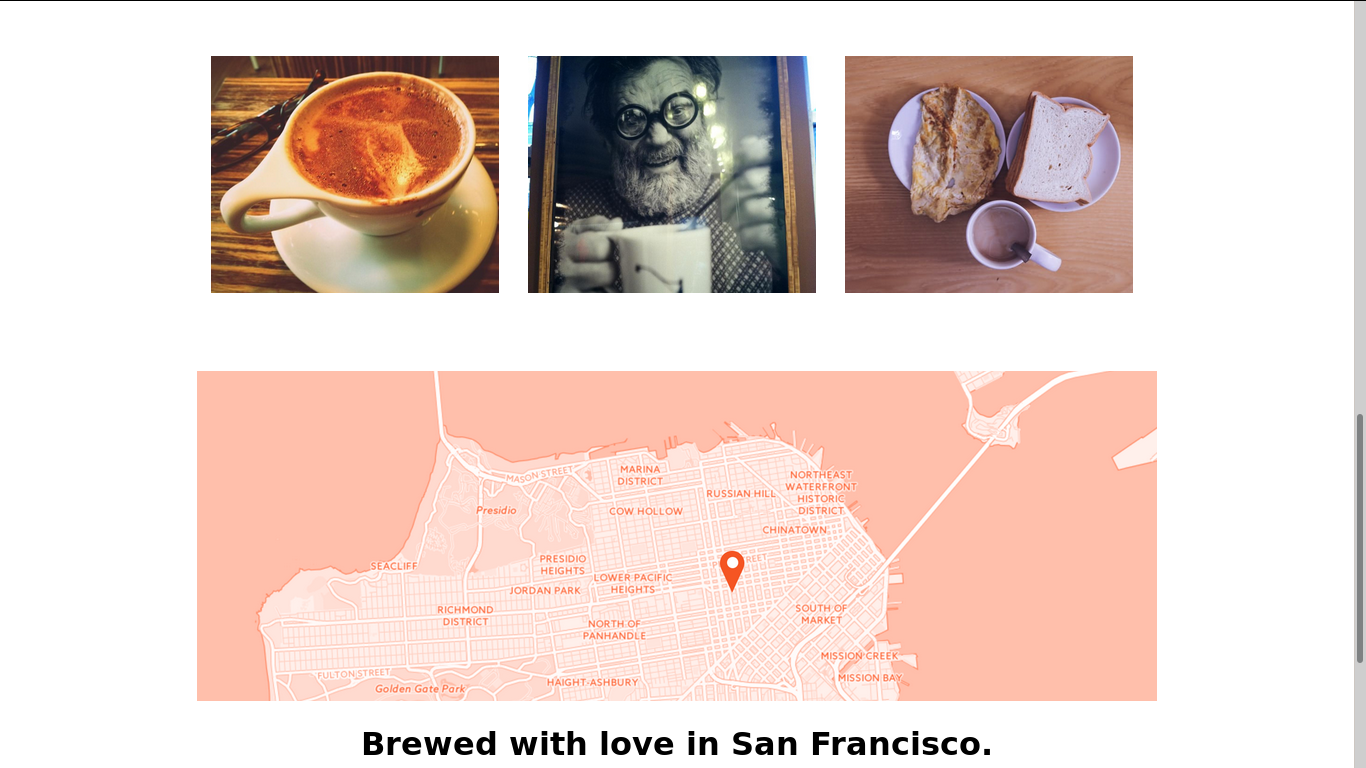 MASON STREET
MARINA
DISTRICT
RUSSIAN HILL
NORTHEAST
WATERFRONT
HISTORIC
DISTRICT
Presidio
COW HOLLOW
CHINATOWN
SEACLIFF
PRESIDIO
HEIGHTS
LOWER PACIFIC
HEIGHTS
JORDAN PARK
RICHMOND
DISTRICT
SOUTH OF
MARKET
NORTH OF
PANHANDLE
MISSION CREEK
FULTON STREET
MISSION BAY
HAIGHT-ASHBURY
Golden Gate Park
Brewed with love in San Francisco.